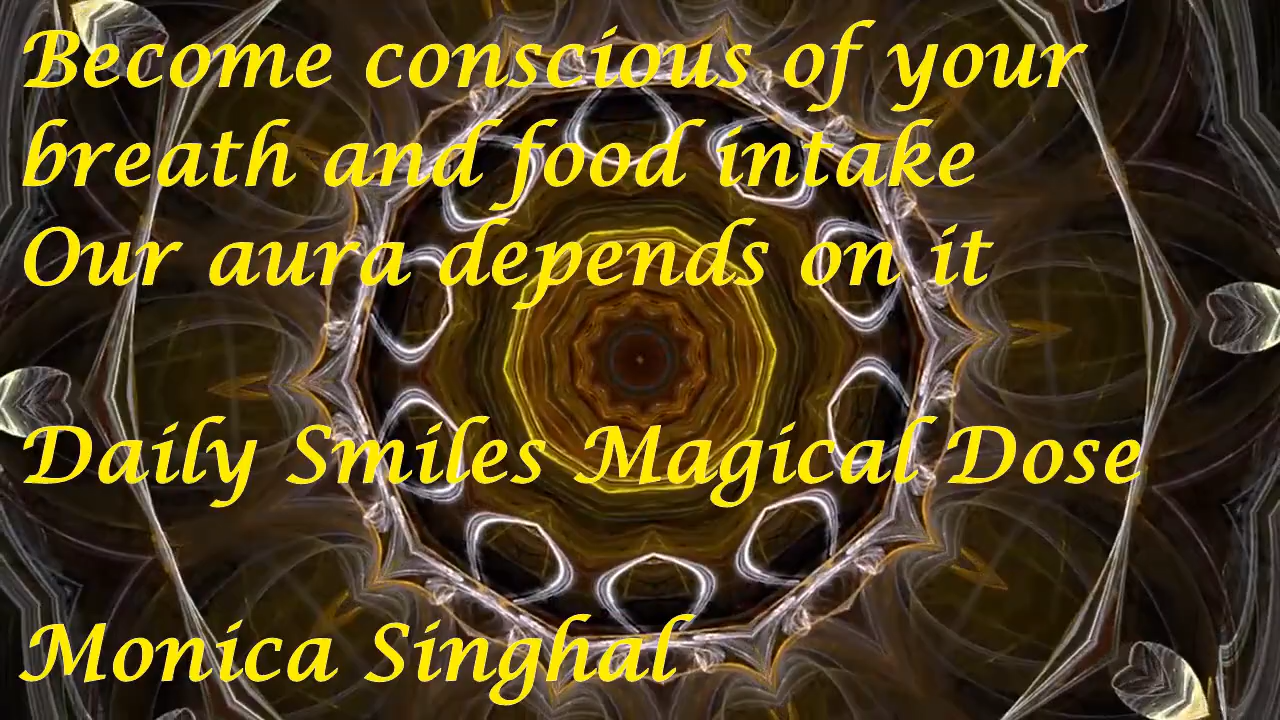 Become conscious of your
breath and food intake
Our aura depends on it
Daily Smiles Magical Dose
Monica Singhal